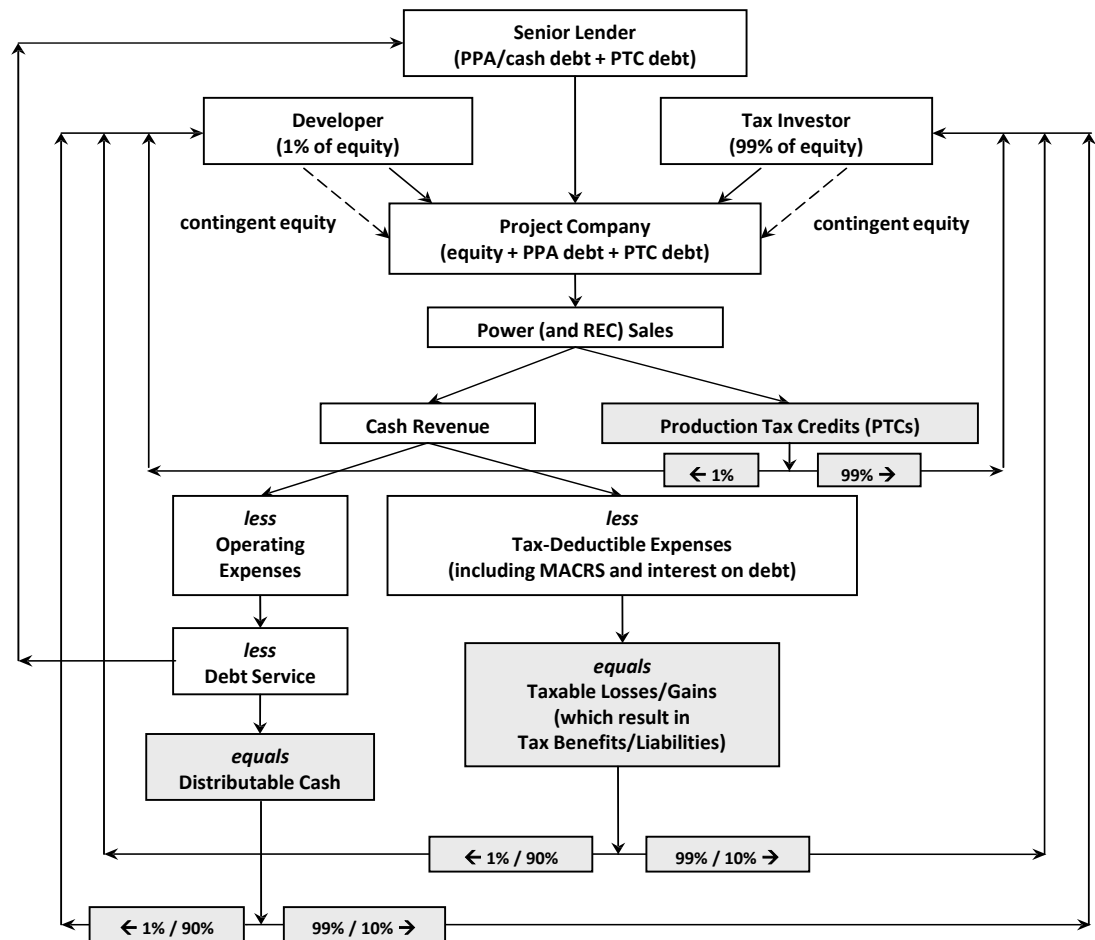 Senior Lender
(PPA/cash debt + PTC debt)
Developer
(1% of equity)
Tax Investor
(99% of equity)
contingent equity
Project Company
(equity + PPA debt + PTC debt)
contingent equity
Power (and REC) Sales
Cash Revenue
Production Tax Credits (PTCs)
← 1%
99% →
less
Operating
Expenses
less
Tax-Deductible Expenses
(including MACRS and interest on debt)
less
Debt Service
equals
Taxable Losses/Gains
(which result in
Tax Benefits/Liabilities)
equals
Distributable Cash
← 1% / 90%
99% / 10% →
← 1% / 90%
99% / 10% →